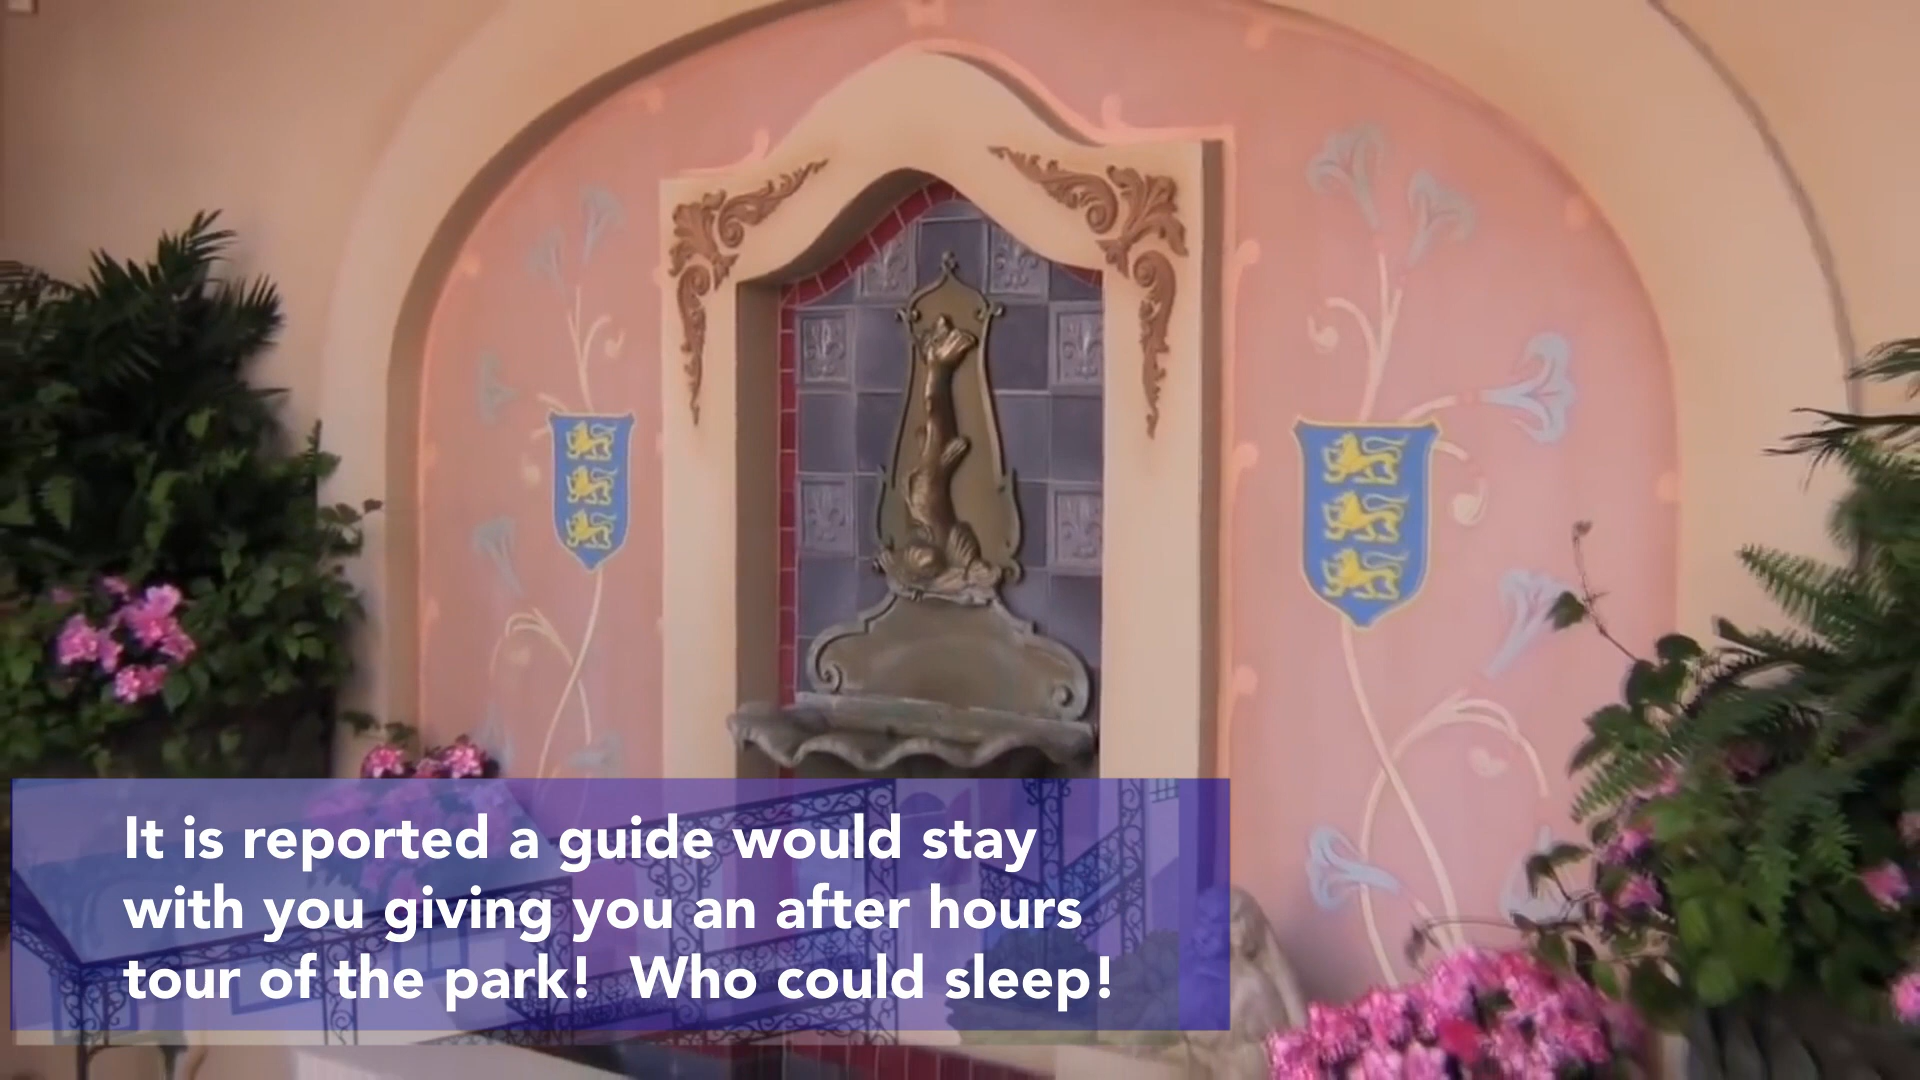 It is reported a guide would stay
with you giving you an after hours
tour of the park!  Who could sleep!